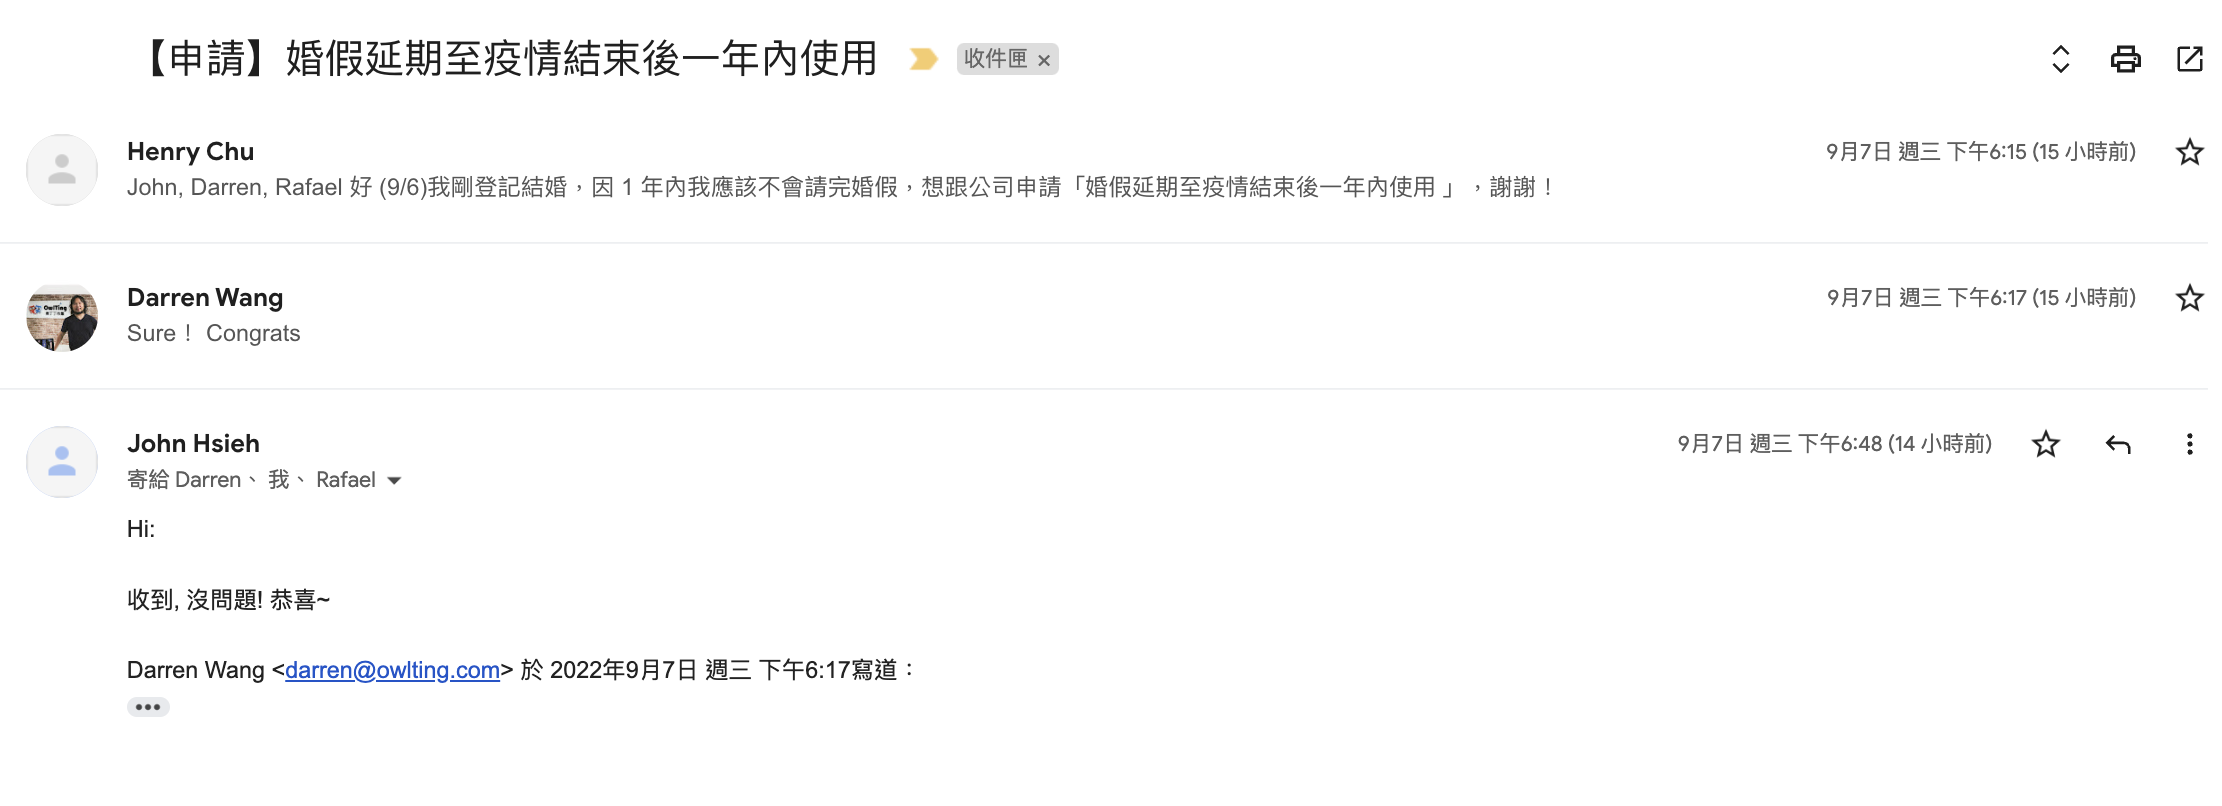 【申請】婚假延期至疫情結束後一年內使用 收件匣 ×
Henry Chu 9月7日 週三 下午6:15 (15 小時前)
John, Darren, Rafael 好 (9/6)我剛登記結婚，因 1 年內我應該不會請完婚假，想跟公司申請「婚假延期至疫情結束後一年內使用 」，謝謝！
Darren Wang 9月7日 週三 下午6:17 (15 小時前)
Sure！ Congrats
John Hsieh 9月7日 週三 下午6:48 (14 小時前)
寄給 Darren、 我、 Rafael
Hi:
收到, 沒問題! 恭喜~
Darren Wang <darren@owlting.com> 於 2022年9月7日 週三 下午6:17寫道：